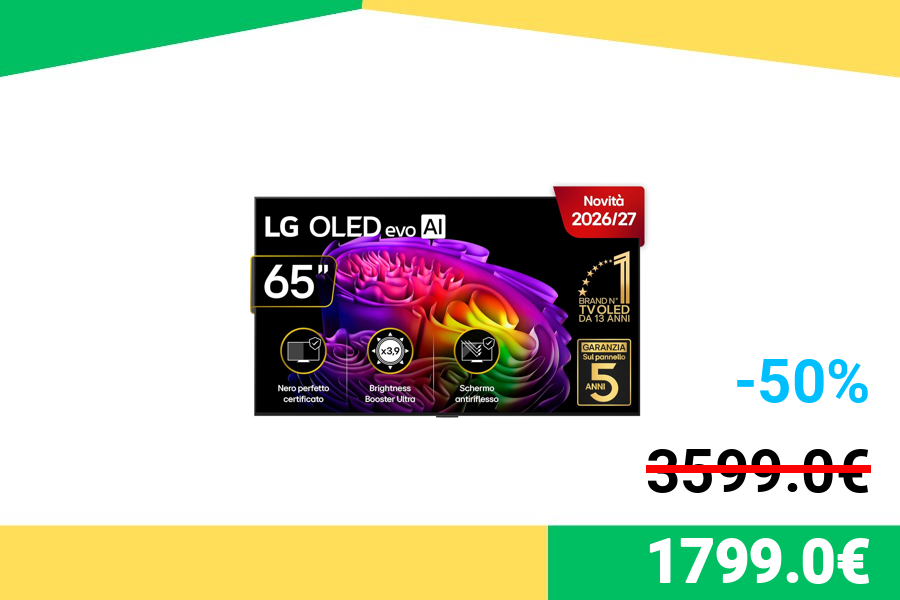 Novità
2026/27
LG OLED evo AI
65"
1
BRAND N°
TV OLED
DA 13 ANNI
x3,9
GARANZIA
Sul pannello
5
ANNI
Nero perfetto
certificato
Brightness
Booster Ultra
Schermo
antiriflesso
-50%
3599.0€
1799.0€